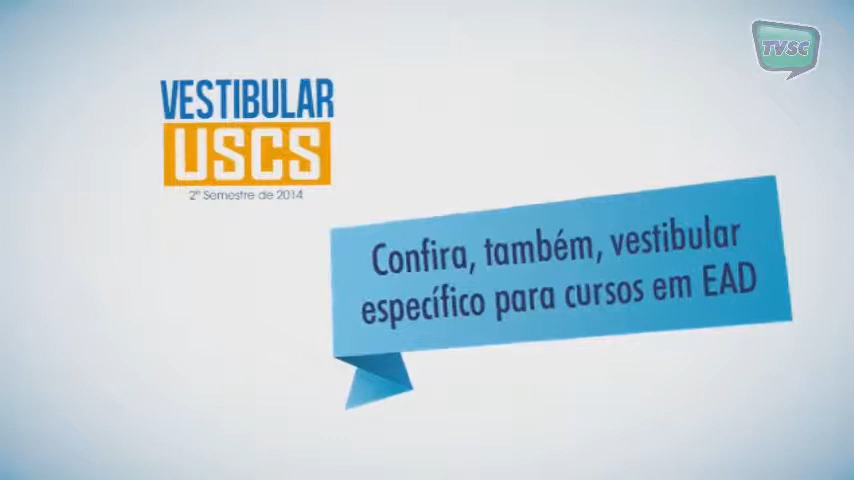 TVSC
VESTIBULAR
USCS
2º Semestre de 2014
Confira, também, vestibular
específico para cursos em EAD